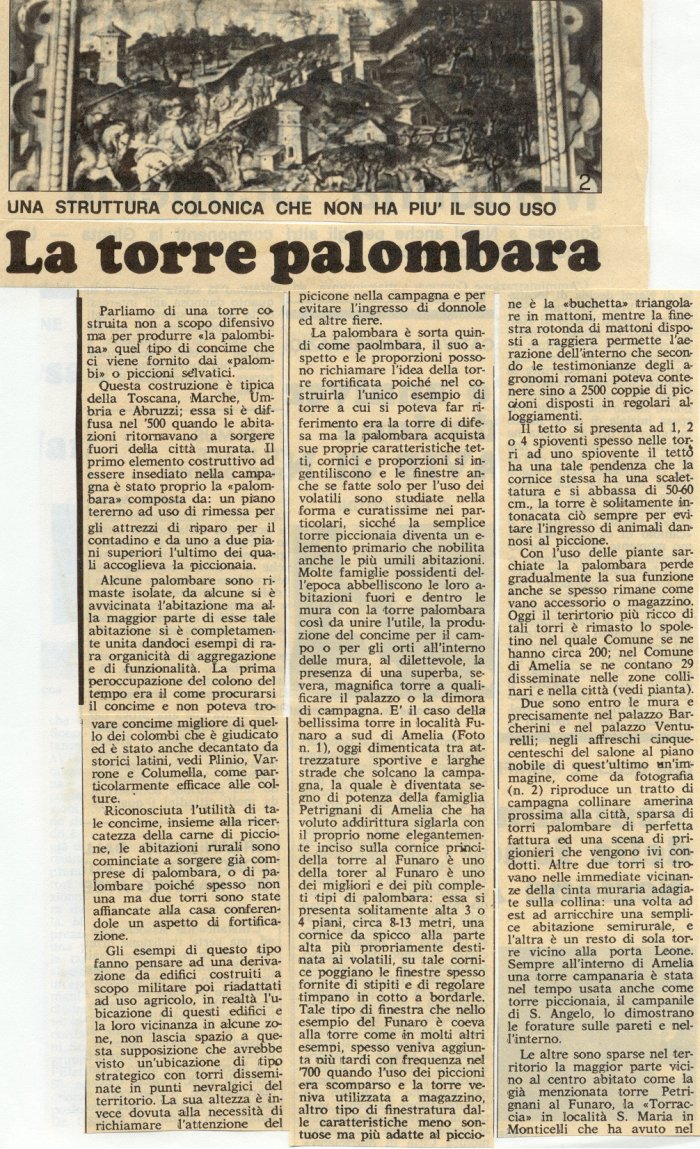 2
UNA STRUTTURA COLONICA CHE NON HA PIU' IL SUO USO
La torre palombara
Parliamo di una torre co-
struita non a scopo difensivo
ma per produrre «la palombi-
na» quel tipo di concime che
ci viene fornito dai «palom-
bi» o piccioni selvatici.
Questa costruzione è tipica
della Toscana, Marche, Um-
bria e Abruzzi; essa si è dif-
fusa nel '500 quando le abita-
zioni ritornavano a sorgere
fuori della città murata. Il
primo elemento costruttivo ad
essere insediato nella campa-
gna è stato proprio la «palom-
bara» composta da: un piano
tererno ad uso di rimessa per
gli attrezzi di riparo per il
contadino e da uno a due pia-
ni superiori l'ultimo dei qua-
li accoglieva la piccionaia.
Alcune palombare sono ri-
maste isolate, da alcune si è
avvicinata l'abitazione ma al-
la maggior parte di esse tale
abitazione si è completamen-
te unita dandoci esempi di ra-
ra organicità di aggregazione
e di funzionalità. La prima
peroccupazione del colono del
tempo era il come procurarsi
il concime e non poteva tro-
vare concime migliore di quel-
lo dei colombi che è giudicato
ed è stato anche decantato da
storici latini, vedi Plinio, Var-
rone e Columella, come par-
ticolarmente efficace alle col-
ture.
Riconosciuta l'utilità di ta-
le concime, insieme alla ricer-
catezza della carne di piccio-
ne, le abitazioni rurali sono
cominciate a sorgere già com-
prese di palombara, o di pa-
lombare poiché spesso non
una ma due torri sono state
affiancate alla casa conferen-
dole un aspetto di fortifica-
zione.
Gli esempi di questo tipo
fanno pensare ad una deriva-
zione da edifici costruiti a
scopo militare poi riadattati
ad uso agricolo, in realtà l'u-
bicazione di questi edifici e
la loro vicinanza in alcune zo-
ne, non lascia spazio a que-
sta supposizione che avrebbe
visto un'ubicazione di tipo
strategico con torri dissemi-
nate in punti nevralgici del
territorio. La sua altezza è in-
vece dovuta alla necessità di
richiamare l'attenzione del
picicone nella campagna e per
evitare l'ingresso di donnole
ed altre fiere.
La palombara è sorta quin-
di come paolmbara, il suo a-
spetto e le proporzioni posso-
no richiamare l'idea della tor-
re fortificata poiché nel co-
struirla l'unico esempio di
torre a cui si poteva far ri-
ferimento era la torre di dife-
sa ma la palombara acquista
sue proprie caratteristiche tet-
ti, cornici e proporzioni si in-
gentiliscono e le finestre an-
che se fatte solo per l'uso dei
volatili sono studiate nella
forma e curatissime nei par-
ticolari, sicché la semplice
torre piccionaia diventa un e-
lemento primario che nobilita
anche le più umili abitazioni.
Molte famiglie possidenti del-
l'epoca abbelliscono le loro a-
bitazioni fuori e dentro le
mura con la torre palombara
così da unire l'utile, la produ-
zione del concime per il cam-
po o per gli orti all'interno
delle mura, al dilettevole, la
presenza di una superba, se-
vera, magnifica torre a quali-
ficare il palazzo o la dimora
di campagna. E' il caso della
bellissima torre in località Fu-
naro a sud di Amelia (Foto
n. 1), oggi dimenticata tra at-
trezzature sportive e larghe
strade che solcano la campa-
gna, la quale è diventata se-
gno di potenza della famiglia
Petrignani di Amelia che ha
voluto addirittura siglarla con
il proprio nome elegantemen-
te inciso sulla cornice princi-
della torre al Funaro è uno
della torer al Funaro è uno
dei migliori e dei più comple-
ti tipi di palombara: essa si
presenta solitamente alta 3 o
4 piani, circa 8-13 metri, una
cornice da spicco alla parte
alta più propriamente desti-
nata ai volatili, su tale corni-
ce poggiano le finestre spesso
fornite di stipiti e di regolare
timpano in cotto a bordarle.
Tale tipo di finestra che nello
esempio del Funaro è coeva
alla torre come in molti altri
esempi, spesso veniva aggiun-
ta più tardi con frequenza nel
'700 quando l'uso dei piccioni
era scomparso e la torre ve-
niva utilizzata a magazzino,
altro tipo di finestratura dal-
le caratteristiche meno son-
tuose ma più adatte al piccio-
ne è la «buchetta» triangola-
re in mattoni, mentre la fine-
stra rotonda di mattoni dispo-
sti a raggiera permette l'ae-
razione dell'interno che secon-
do le testimonianze degli a-
gronomi romani poteva conte-
nere sino a 2500 coppie di pic-
cioni disposti in regolari al-
loggiamenti.
Il tetto si presenta ad 1, 2
o 4 spioventi spesso nelle tor-
ri ad uno spiovente il tetto
ha una tale pendenza che la
cornice stessa ha una scalet-
tatura e si abbassa di 50-60
cm., la torre è solitamente in-
tonacata ciò sempre per evi-
tare l'ingresso di animali dan-
nosi al piccione.
Con l'uso delle piante sar-
chiate la palombara perde
gradualmente la sua funzione
anche se spesso rimane come
vano accessorio o magazzino.
Oggi il terirtorio più ricco di
tali torri è rimasto lo spole-
tino nel quale Comune se ne
hanno circa 200; nel Comune
di Amelia se ne contano 29
disseminate nelle zone colli-
nari e nella città (vedi pianta).
Due sono entro le mura e
precisamente nel palazzo Bar-
cherini e nel palazzo Ventu-
relli; negli affreschi cinque-
centeschi del salone al piano
nobile di quest'ultimo un'im-
magine, come da fotografia
(n. 2) riproduce un tratto di
campagna collinare amerina
prossima alla città, sparsa di
torri palombare di perfetta
fattura ed una scena di pri-
gionieri che vengono ivi con-
dotti. Altre due torri si tro-
vano nelle immediate vicinan-
ze della cinta muraria adagia-
te sulla collina: una volta ad
est ad arricchire una sempli-
ce abitazione semirurale, e
l'altra è un resto di sola tor-
re vicino alla porta Leone.
Sempre all'interno di Amelia
una torre campanaria è stata
nel tempo usata anche come
torre piccionaia, il campanile
di S. Angelo, lo dimostrano
le forature sulle pareti e nel-
l'interno.
Le altre sono sparse nel ter-
ritorio la maggior parte vici-
no al centro abitato come la
già menzionata torre Petri-
gnani al Funaro, la «Torrac-
cia» in località S. Maria in
Monticelli che ha avuto nel